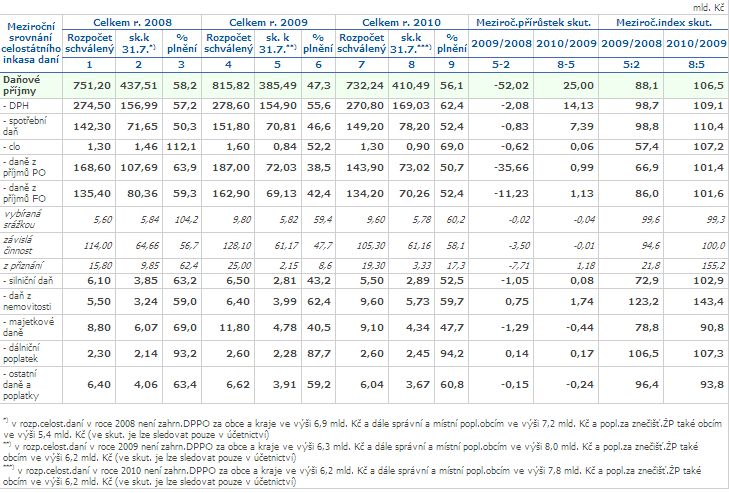 mld. Kč
Meziroční srovnání celostátního inkasa daní | Celkem r. 2008 | Celkem r. 2009 | Celkem r. 2010 | Meziroč.přírůstek skut. | Meziroč.index skut.
Rozpočet schválený | sk.k 31.7.*) | % plnění | Rozpočet schválený | sk. k 31.7.**) | % plnění | Rozpočet schválený | sk.k 31.7.***) | % plnění | 2009/2008 | 2010/2009 | 2009/2008 | 2010/2009
1 | 2 | 3 | 4 | 5 | 6 | 7 | 8 | 9 | 5-2 | 8-5 | 5:2 | 8:5
Daňové příjmy | 751,20 | 437,51 | 58,2 | 815,82 | 385,49 | 47,3 | 732,24 | 410,49 | 56,1 | -52,02 | 25,00 | 88,1 | 106,5
- DPH | 274,50 | 156,99 | 57,2 | 278,60 | 154,90 | 55,6 | 270,80 | 169,03 | 62,4 | -2,08 | 14,13 | 98,7 | 109,1
- spotřební daň | 142,30 | 71,65 | 50,3 | 151,80 | 70,81 | 46,6 | 149,20 | 78,20 | 52,4 | -0,83 | 7,39 | 98,8 | 110,4
- clo | 1,30 | 1,46 | 112,1 | 1,60 | 0,84 | 52,2 | 1,30 | 0,90 | 69,0 | -0,62 | 0,06 | 57,4 | 107,2
- daně z příjmů PO | 168,60 | 107,69 | 63,9 | 187,00 | 72,03 | 38,5 | 143,90 | 73,02 | 50,7 | -35,66 | 0,99 | 66,9 | 101,4
- daně z příjmů FO | 135,40 | 80,36 | 59,3 | 162,90 | 69,13 | 42,4 | 134,20 | 70,26 | 52,4 | -11,23 | 1,13 | 86,0 | 101,6
vybíraná srážkou | 5,60 | 5,84 | 104,2 | 9,80 | 5,82 | 59,4 | 9,60 | 5,78 | 60,2 | -0,02 | -0,04 | 99,6 | 99,3
závislá činnost | 114,00 | 64,66 | 56,7 | 128,10 | 61,17 | 47,7 | 105,30 | 61,16 | 58,1 | -3,50 | -0,01 | 94,6 | 100,0
z přiznání | 15,80 | 9,85 | 62,4 | 25,00 | 2,15 | 8,6 | 19,30 | 3,33 | 17,3 | -7,71 | 1,18 | 21,8 | 155,2
- silniční daň | 6,10 | 3,85 | 63,2 | 6,50 | 2,81 | 43,2 | 5,50 | 2,89 | 52,5 | -1,05 | 0,08 | 72,9 | 102,9
- daň z nemovitostí | 5,50 | 3,24 | 59,0 | 6,40 | 3,99 | 62,4 | 9,60 | 5,73 | 59,7 | 0,75 | 1,74 | 123,2 | 143,4
- majetkové daně | 8,80 | 6,07 | 69,0 | 11,80 | 4,78 | 40,5 | 9,10 | 4,34 | 47,7 | -1,29 | -0,44 | 78,8 | 90,8
- dálniční poplatek | 2,30 | 2,14 | 93,2 | 2,60 | 2,28 | 87,7 | 2,60 | 2,45 | 94,2 | 0,14 | 0,17 | 106,5 | 107,3
- ostatní daně a poplatky | 6,40 | 4,06 | 63,4 | 6,62 | 3,91 | 59,2 | 6,04 | 3,67 | 60,8 | -0,15 | -0,24 | 96,4 | 93,8
*) v rozp.celost.daní v roce 2008 není zahrn.DPPO za obce a kraje ve výši 6,9 mld. Kč a dále správní a místní popl.obcím ve výši 7,2 mld. Kč a popl.za znečišť.ŽP také obcím
ve výši 5,4 mld. Kč (ve skut. je lze sledovat pouze v účetnictví)
**) v rozp.celost.daní v roce 2009 není zahrn.DPPO za obce a kraje ve výši 6,3 mld. Kč a dále správní a místní popl.obcím ve výši 8,0 mld. Kč a popl.za znečišť.ŽP také
obcím ve výši 6,2 mld. Kč (ve skut. je lze sledovat pouze v účetnictví)
***) v rozp.celost.daní v roce 2010 není zahrn.DPPO za obce a kraje ve výši 6,2 mld. Kč a dále správní a místní popl.obcím ve výši 7,8 mld. Kč a popl.za znečišť.ŽP také
obcím ve výši 6,2 mld. Kč (ve skut. je lze sledovat pouze v účetnictví)